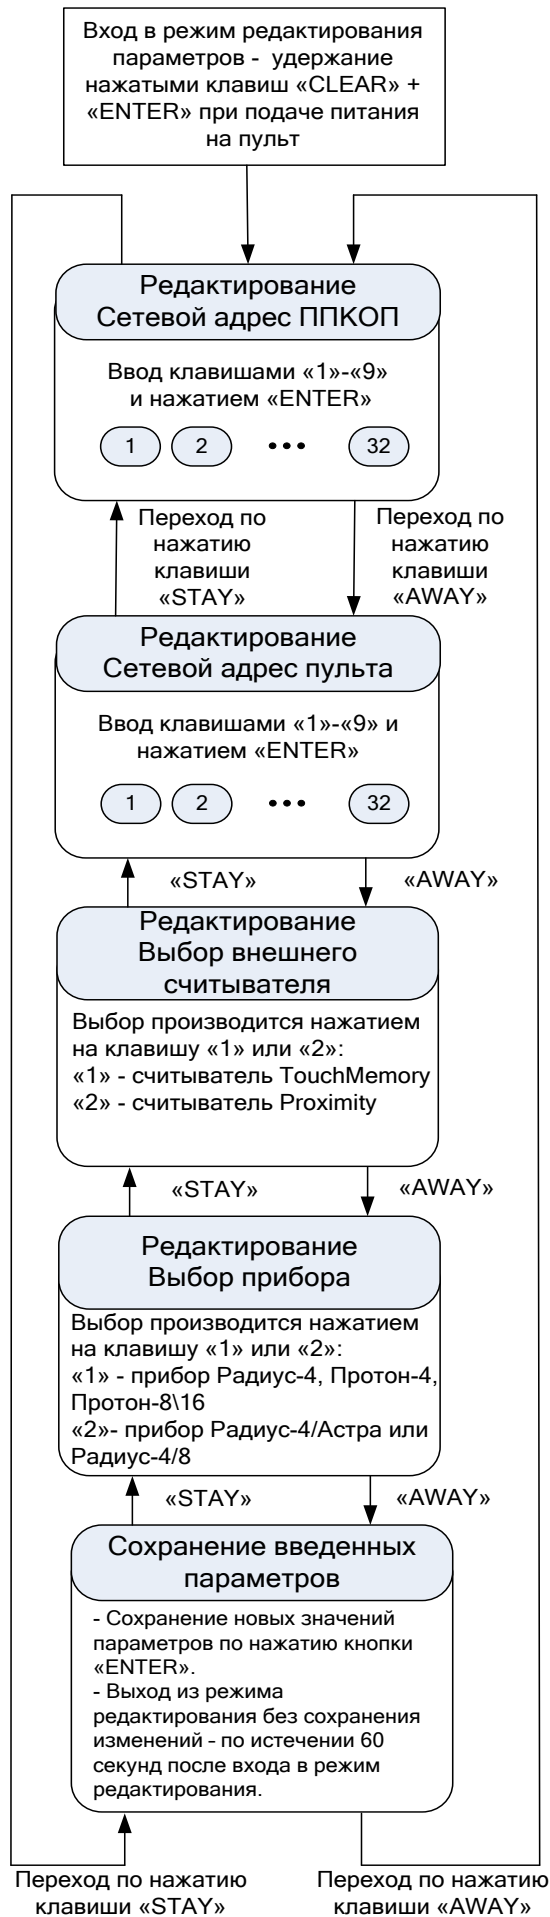 Вход в режим редактирования
параметров - удержание
нажатыми клавиш «CLEAR» +
«ENTER» при подаче питания
на пульт
Редактирование
Сетевой адрес ППКОП
Ввод клавишами «1»-«9»
и нажатием «ENTER»
1 2 ••• 32
Переход по
нажатию
клавиши
«STAY»
Переход по
нажатию
клавиши
«AWAY»
Редактирование
Сетевой адрес пульта
Ввод клавишами «1»-«9» и
нажатием «ENTER»
1 2 ••• 32
«STAY» «AWAY»
Редактирование
Выбор внешнего
считывателя
Выбор производится нажатием
на клавишу «1» или «2»:
«1» - считыватель TouchMemory
«2» - считыватель Proximity
«STAY» «AWAY»
Редактирование
Выбор прибора
Выбор производится нажатием
на клавишу «1» или «2»:
«1» - прибор Радиус-4, Протон-4,
Протон-8\16
«2»- прибор Радиус-4/Астра или
Радиус-4/8
«STAY» «AWAY»
Сохранение введенных
параметров
- Сохранение новых значений
параметров по нажатию кнопки
«ENTER».
- Выход из режима
редактирования без сохранения
изменений – по истечении 60
секунд после входа в режим
редактирования.
Переход по нажатию
клавиши «STAY»
Переход по нажатию
клавиши «AWAY»